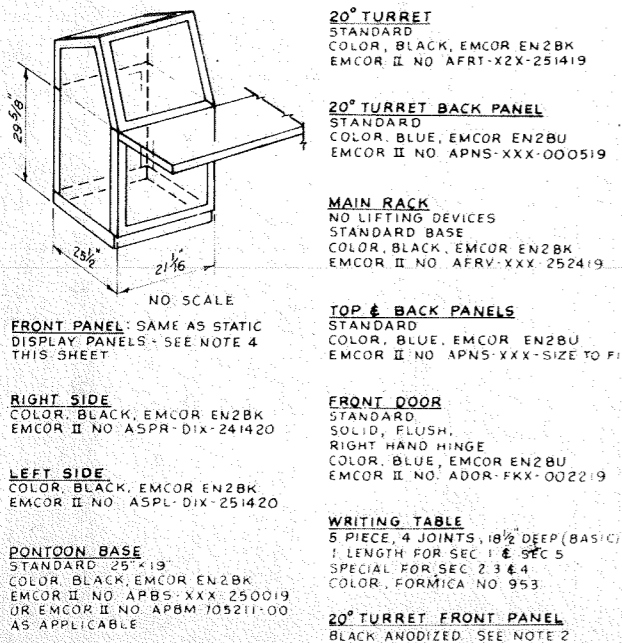 29 5/8"
25 1/2"
21 1/16
NO SCALE
FRONT PANEL: SAME AS STATIC
DISPLAY PANELS - SEE NOTE 4
THIS SHEET
RIGHT SIDE
COLOR, BLACK, EMCOR EN2BK
EMCOR II NO ASPR-DIX-241420
LEFT SIDE
COLOR, BLACK, EMCOR EN2BK
EMCOR II NO ASPL-DIX-251420
PONTOON BASE
STANDARD 25"×19"
COLOR BLACK, EMCOR EN2BK
EMCOR II NO APBS-XXX 250019
OR EMCOR II NO APBM 105211-00
AS APPLICABLE
20° TURRET
STANDARD
COLOR, BLACK, EMCOR EN2BK
EMCOR II NO AFRT-X2X-251419
20° TURRET BACK PANEL
STANDARD
COLOR, BLUE, EMCOR EN2BU
EMCOR II NO APNS-XXX-000519
MAIN RACK
NO LIFTING DEVICES
STANDARD BASE
COLOR, BLACK, EMCOR EN2BK
EMCOR II NO AFRV-XXX-252419
TOP & BACK PANELS
STANDARD
COLOR, BLUE, EMCOR EN2BU
EMCOR II NO APNS-XXX-SIZE TO
FRONT DOOR
STANDARD
SOLID, FLUSH,
RIGHT HAND HINGE
COLOR, BLUE, EMCOR EN2BU
EMCOR II NO. ADOR-FKX-002219
WRITING TABLE
5 PIECE, 4 JOINTS, 18 1/2" DEEP (BASIC)
1 LENGTH FOR SEC 1 & SEC 5
SPECIAL FOR SEC 2 3 & 4
COLOR, FORMICA NO 953
20° TURRET FRONT PANEL
BLACK ANODIZED SEE NOTE 2